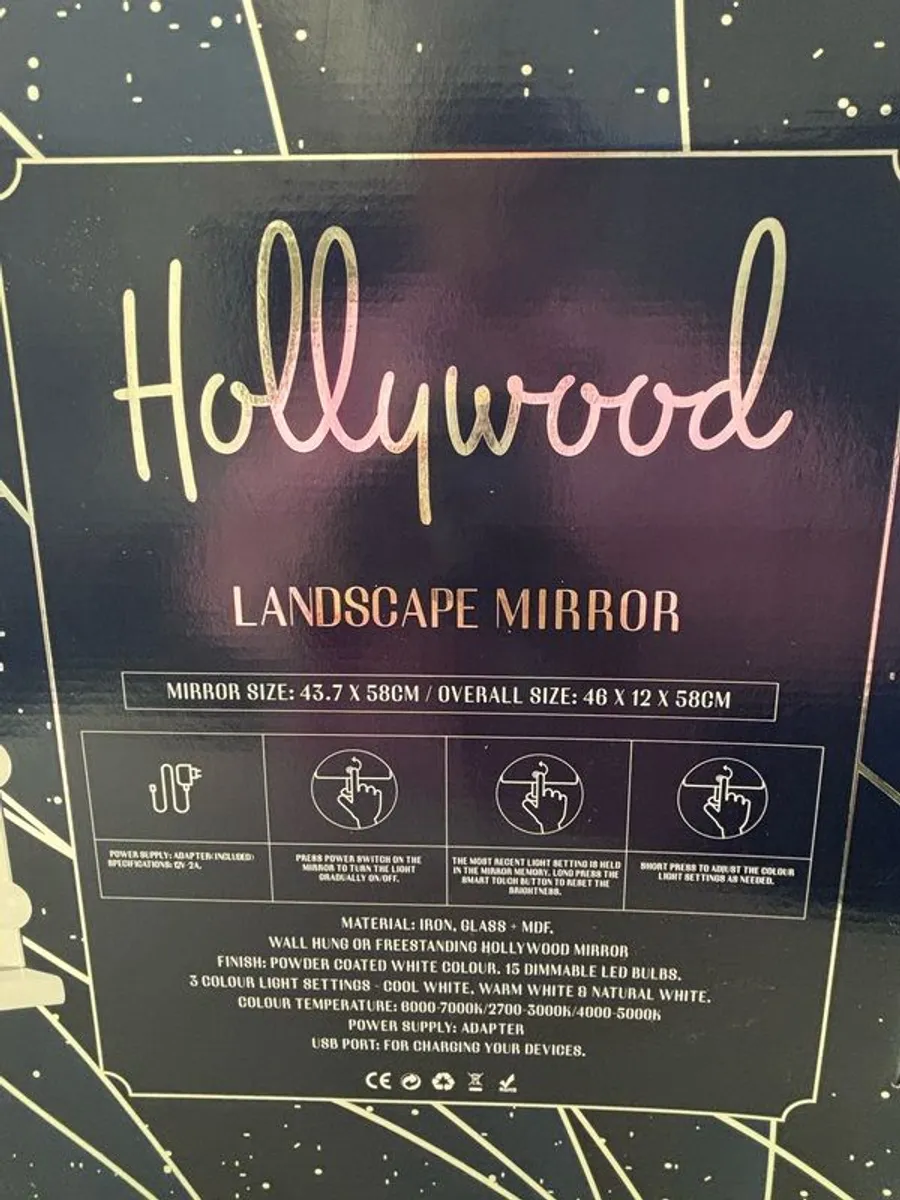 Hollywood
LANDSCAPE MIRROR
MIRROR SIZE: 43.7 X 58CM / OVERALL SIZE: 46 X 12 X 58CM
POWER SUPPLY: ADAPTER(INCLUDED)
SPECIFICATIONS: 12V-2A.
PRESS POWER SWITCH ON THE
MIRROR TO TURN THE LIGHT
GRADUALLY ON/OFF.
THE MOST RECENT LIGHT SETTING IS HELD
IN THE MIRROR MEMORY, LONG PRESS THE
SMART TOUCH BUTTON TO RESET THE
BRIGHTNESS.
SHORT PRESS TO ADJUST THE COLOUR
LIGHT SETTINGS AS NEEDED.
MATERIAL: IRON, GLASS + MDF.
WALL HUNG OR FREESTANDING HOLLYWOOD MIRROR
FINISH: POWDER COATED WHITE COLOUR. 15 DIMMABLE LED BULBS.
3 COLOUR LIGHT SETTINGS - COOL WHITE, WARM WHITE & NATURAL WHITE.
COLOUR TEMPERATURE: 6000-7000K/2700-3000K/4000-5000K
POWER SUPPLY: ADAPTER
USB PORT: FOR CHARGING YOUR DEVICES.
CE